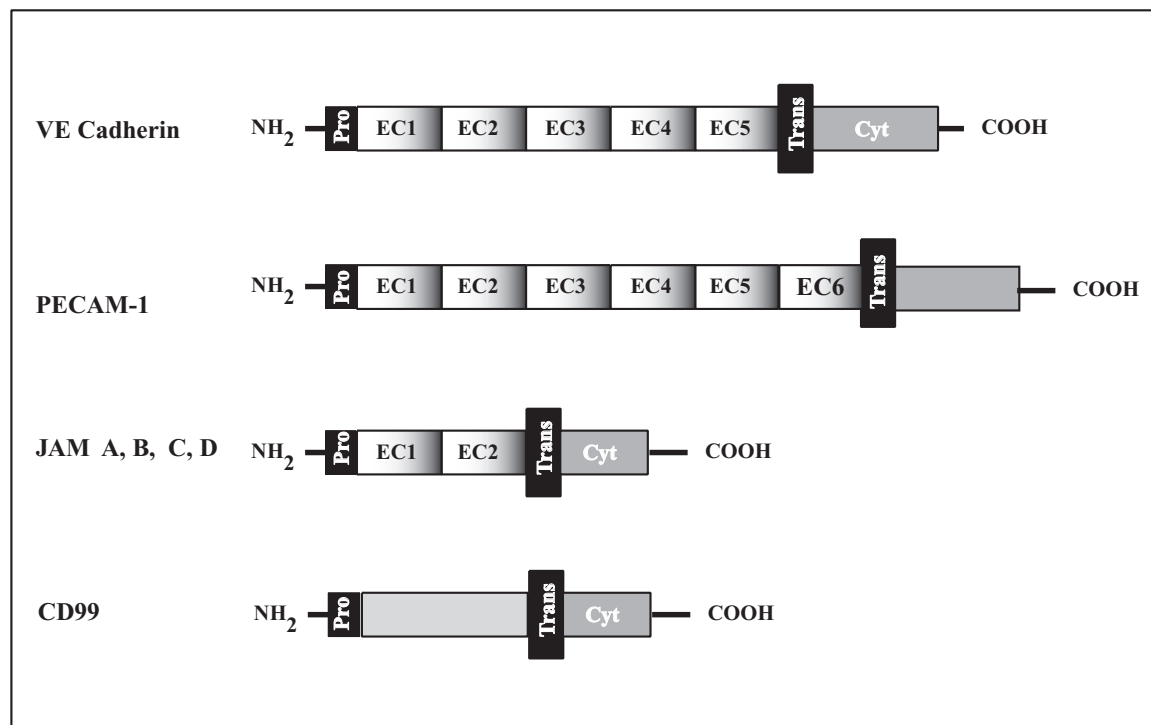 VE Cadherin NH2 Pro EC1 EC2 EC3 EC4 EC5 Trans Cyt COOH
PECAM-1 NH2 Pro EC1 EC2 EC3 EC4 EC5 EC6 Trans COOH
JAM A, B, C, D NH2 Pro EC1 EC2 Trans Cyt COOH
CD99 NH2 Pro Trans Cyt COOH